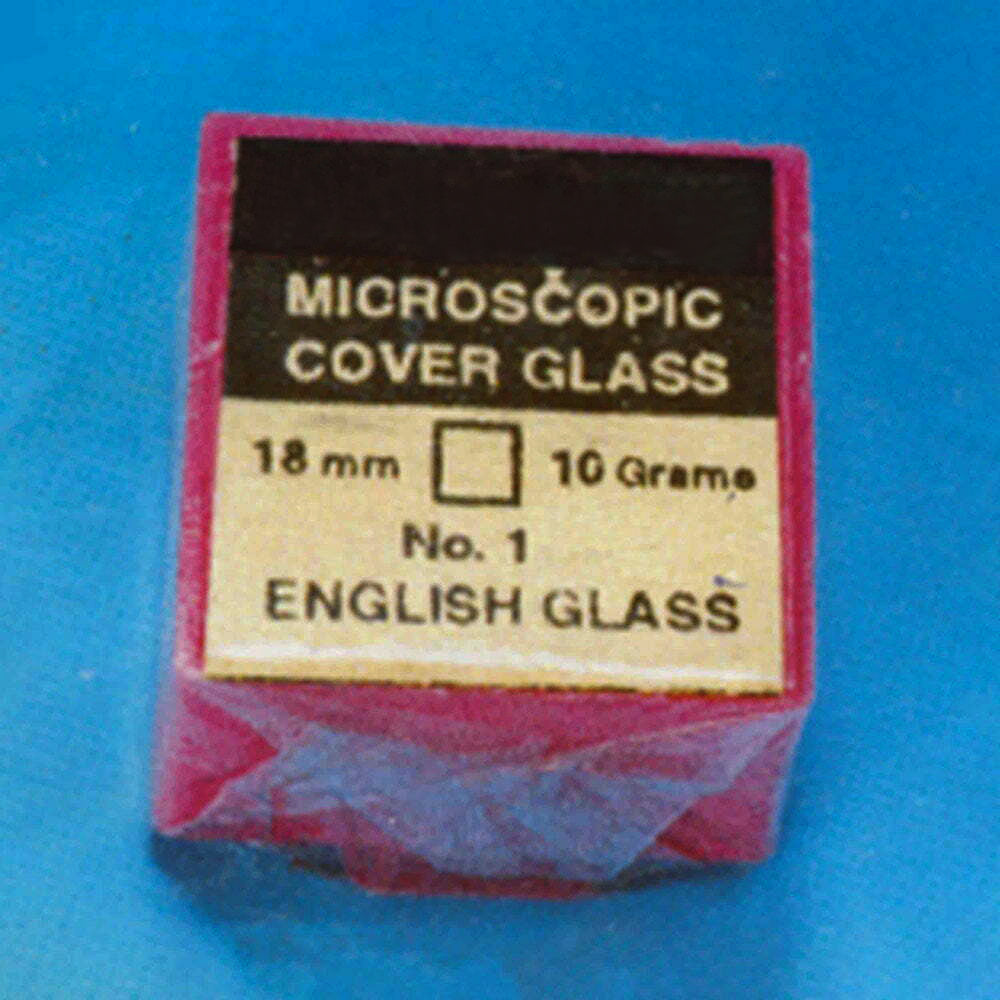 MICROSCOPIC
COVER GLASS
18 mm 10 Grams
No. 1
ENGLISH GLASS